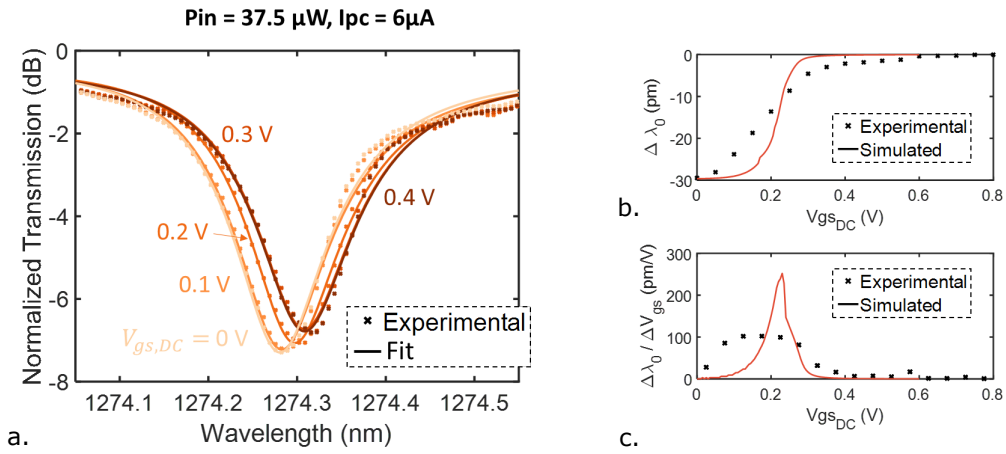 Pin = 37.5 µW, Ipc = 6µA
0
-2
-4
-6
-8
Normalized Transmission (dB)
0.3 V
0.4 V
0.2 V
0.1 V
Vgs,DC = 0 V
× Experimental
Fit
1274.1
1274.2
1274.3
1274.4
1274.5
Wavelength (nm)
a.
0
-10
-20
-30
Δ λ0 (pm)
× Experimental
Simulated
0
0.2
0.4
0.6
0.8
VgsDC (V)
b.
300
200
100
0
Δλ0 / ΔVgs (pm/V)
× Experimental
Simulated
0
0.2
0.4
0.6
0.8
VgsDC (V)
c.